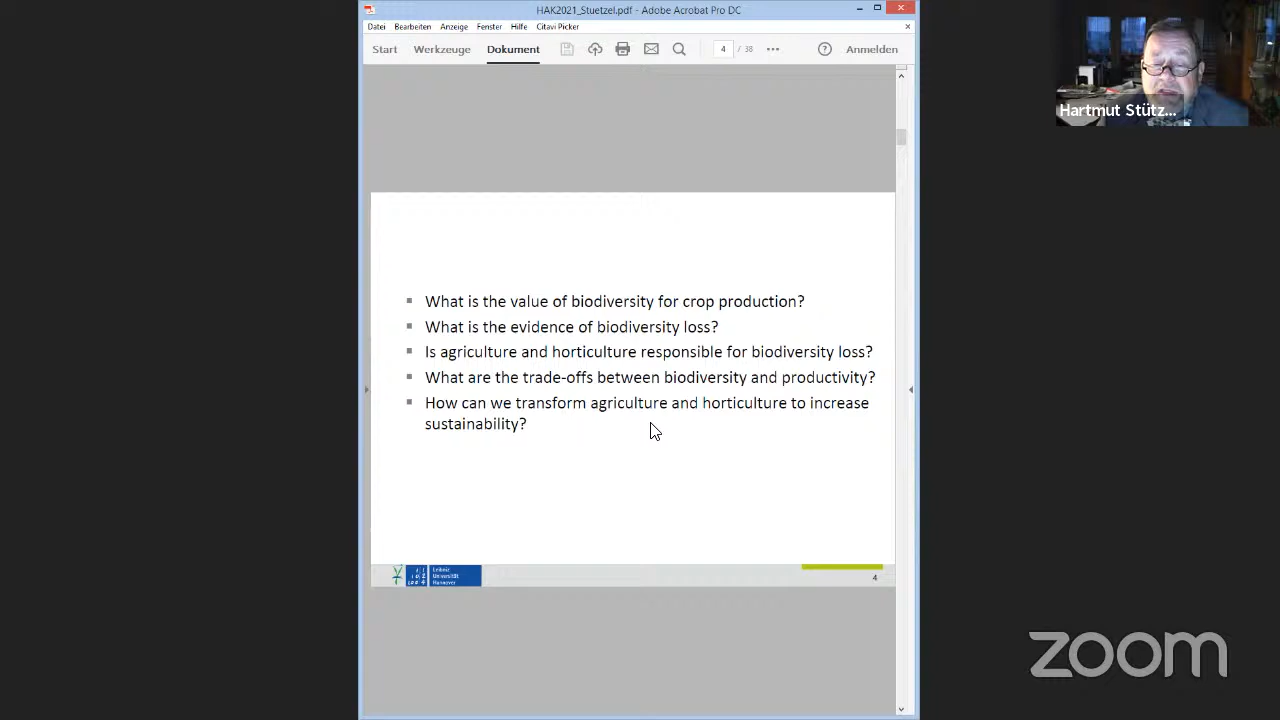 HAK2021_Stuetzel.pdf - Adobe Acrobat Pro DC
Datei Bearbeiten Anzeige Fenster Hilfe Citavi Picker
Start Werkzeuge Dokument 4 / 38 Anmelden
Hartmut Stütz...
What is the value of biodiversity for crop production?
What is the evidence of biodiversity loss?
Is agriculture and horticulture responsible for biodiversity loss?
What are the trade-offs between biodiversity and productivity?
How can we transform agriculture and horticulture to increase
sustainability?
Leibniz
Universität
Hannover
4
zoom